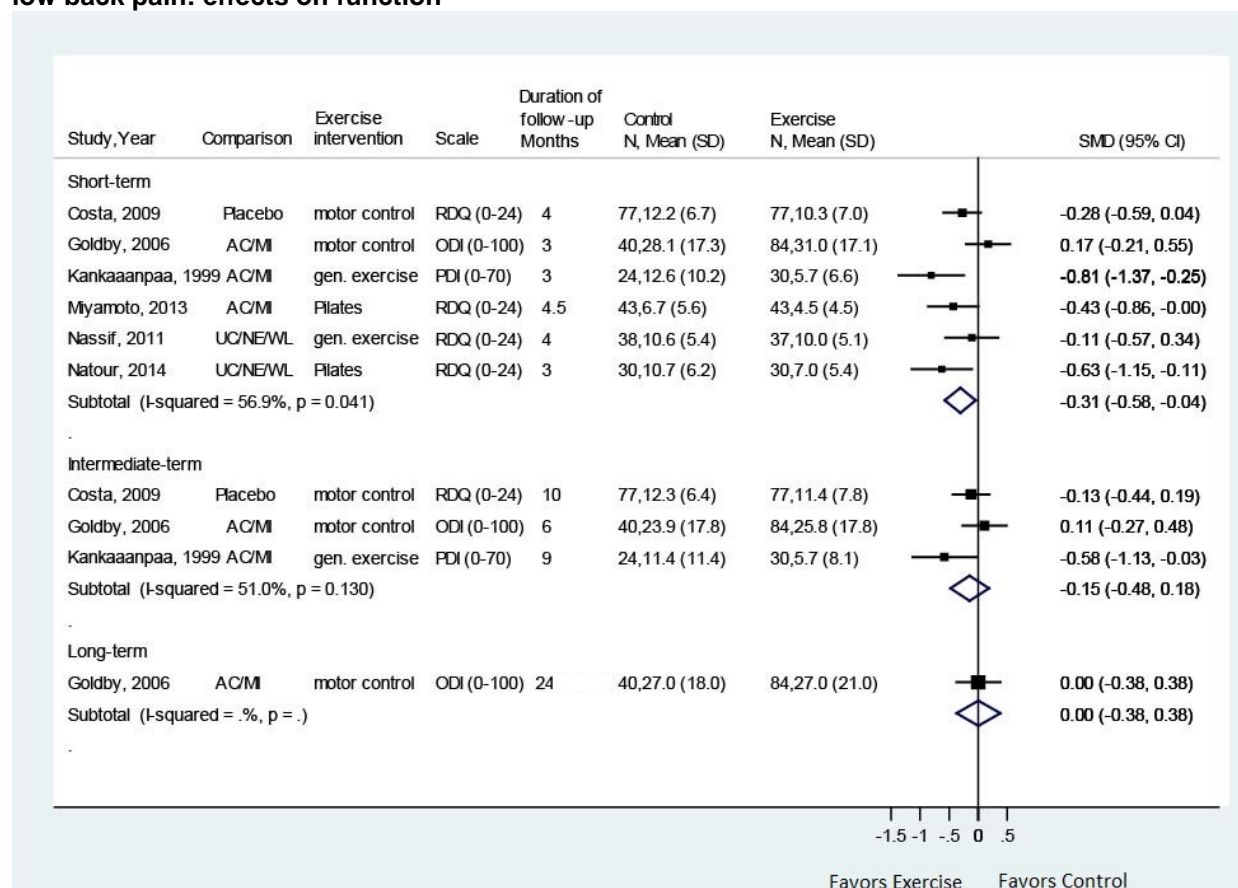 low back pain: effects on function
Study, Year Comparison Exercise intervention Scale Duration of follow-up Months Control N, Mean (SD) Exercise N, Mean (SD) SMD (95% CI)
Short-term
Costa, 2009 Placebo motor control RDQ (0-24) 4 77,12.2 (6.7) 77,10.3 (7.0) -0.28 (-0.59, 0.04)
Goldby, 2006 AC/MI motor control ODI (0-100) 3 40,28.1 (17.3) 84,31.0 (17.1) 0.17 (-0.21, 0.55)
Kankaaanpaa, 1999 AC/MI gen. exercise PDI (0-70) 3 24,12.6 (10.2) 30,5.7 (6.6) -0.81 (-1.37, -0.25)
Miyamoto, 2013 AC/MI Pilates RDQ (0-24) 4.5 43,6.7 (5.6) 43,4.5 (4.5) -0.43 (-0.86, -0.00)
Nassif, 2011 UC/NE/WL gen. exercise RDQ (0-24) 4 38,10.6 (5.4) 37,10.0 (5.1) -0.11 (-0.57, 0.34)
Natour, 2014 UC/NE/WL Pilates RDQ (0-24) 3 30,10.7 (6.2) 30,7.0 (5.4) -0.63 (-1.15, -0.11)
Subtotal (I-squared = 56.9%, p = 0.041) -0.31 (-0.58, -0.04)
.
Intermediate-term
Costa, 2009 Placebo motor control RDQ (0-24) 10 77,12.3 (6.4) 77,11.4 (7.8) -0.13 (-0.44, 0.19)
Goldby, 2006 AC/MI motor control ODI (0-100) 6 40,23.9 (17.8) 84,25.8 (17.8) 0.11 (-0.27, 0.48)
Kankaaanpaa, 1999 AC/MI gen. exercise PDI (0-70) 9 24,11.4 (11.4) 30,5.7 (8.1) -0.58 (-1.13, -0.03)
Subtotal (I-squared = 51.0%, p = 0.130) -0.15 (-0.48, 0.18)
.
Long-term
Goldby, 2006 AC/MI motor control ODI (0-100) 24 40,27.0 (18.0) 84,27.0 (21.0) 0.00 (-0.38, 0.38)
Subtotal (I-squared = .%, p = .) 0.00 (-0.38, 0.38)
.
-1.5 -1 -.5 0 .5
Favors Exercise Favors Control